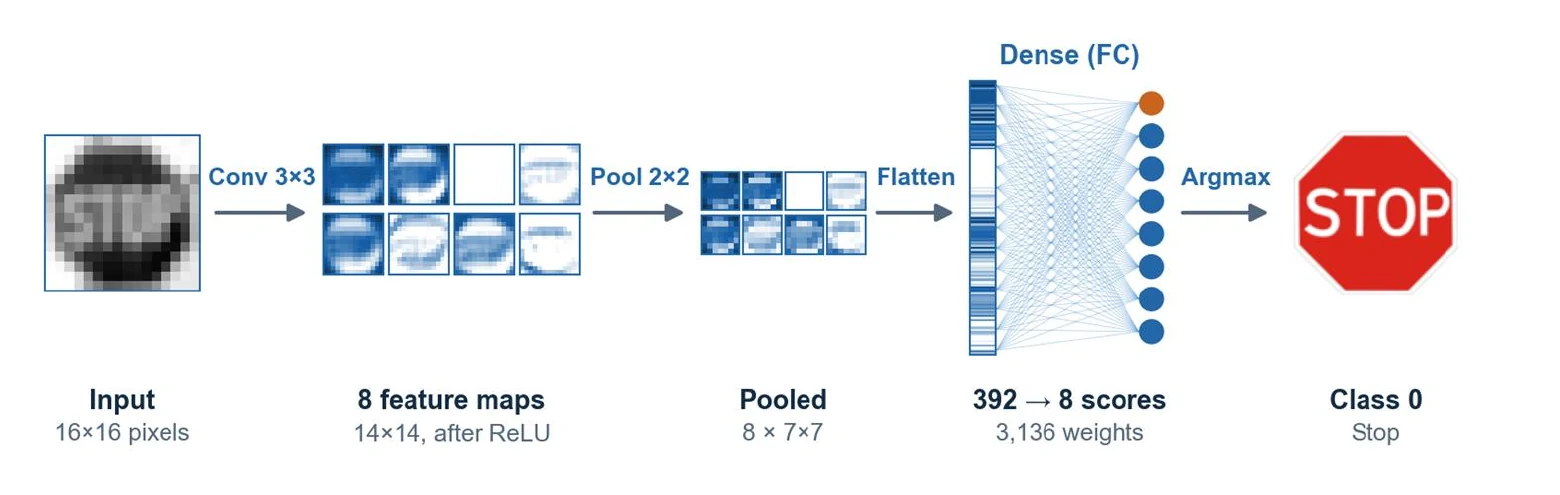 Dense (FC)
Conv 3×3
Pool 2×2
Flatten
Argmax
STOP
STOP
Input
16×16 pixels
8 feature maps
14×14, after ReLU
Pooled
8 × 7×7
392 → 8 scores
3,136 weights
Class 0
Stop